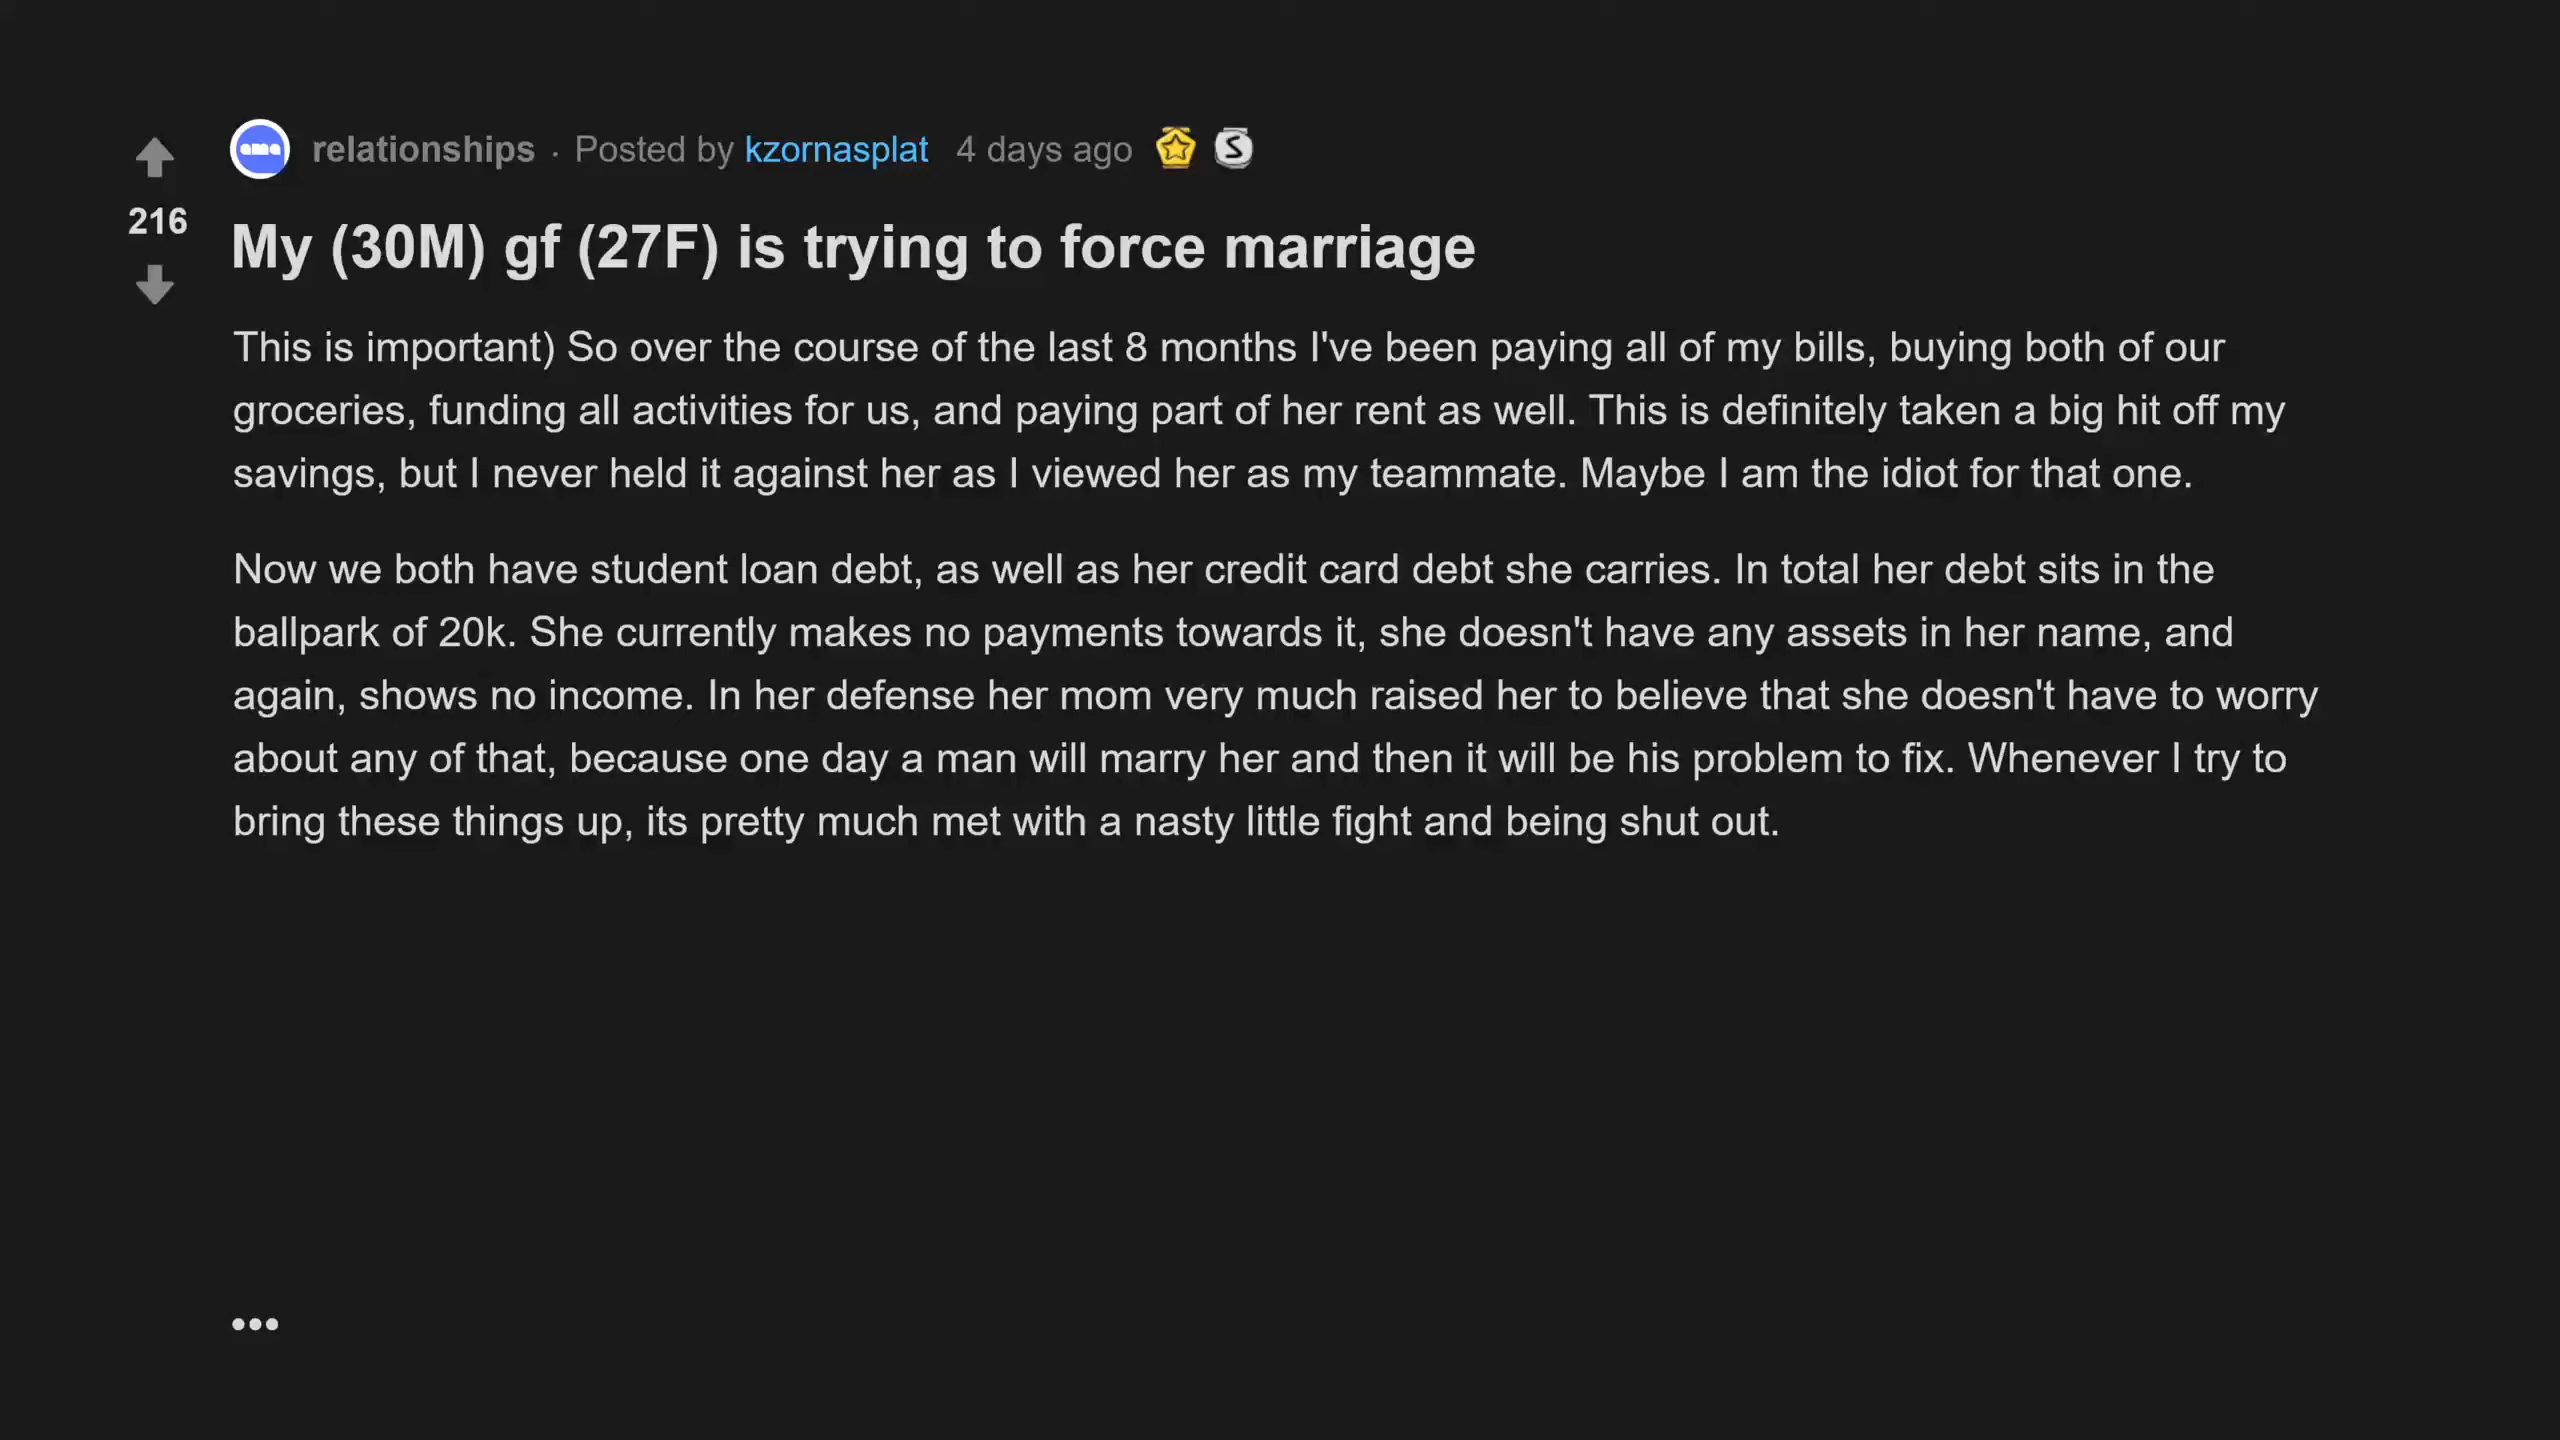 relationships · Posted by kzornasplat 4 days ago
216
My (30M) gf (27F) is trying to force marriage
This is important) So over the course of the last 8 months I've been paying all of my bills, buying both of our
groceries, funding all activities for us, and paying part of her rent as well. This is definitely taken a big hit off my
savings, but I never held it against her as I viewed her as my teammate. Maybe I am the idiot for that one.
Now we both have student loan debt, as well as her credit card debt she carries. In total her debt sits in the
ballpark of 20k. She currently makes no payments towards it, she doesn't have any assets in her name, and
again, shows no income. In her defense her mom very much raised her to believe that she doesn't have to worry
about any of that, because one day a man will marry her and then it will be his problem to fix. Whenever I try to
bring these things up, its pretty much met with a nasty little fight and being shut out.